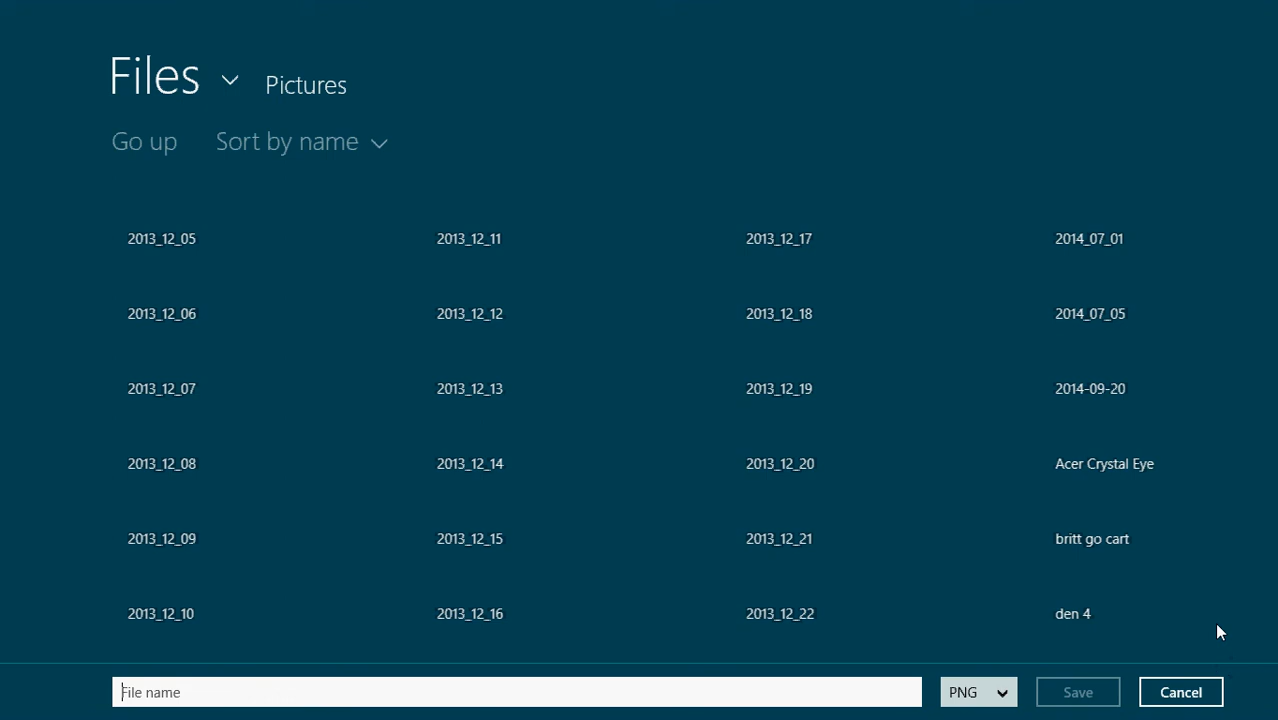 Files Pictures
Go up Sort by name
2013_12_05 2013_12_11 2013_12_17 2014_07_01
2013_12_06 2013_12_12 2013_12_18 2014_07_05
2013_12_07 2013_12_13 2013_12_19 2014-09-20
2013_12_08 2013_12_14 2013_12_20 Acer Crystal Eye
2013_12_09 2013_12_15 2013_12_21 britt go cart
2013_12_10 2013_12_16 2013_12_22 den 4
File name PNG Save Cancel